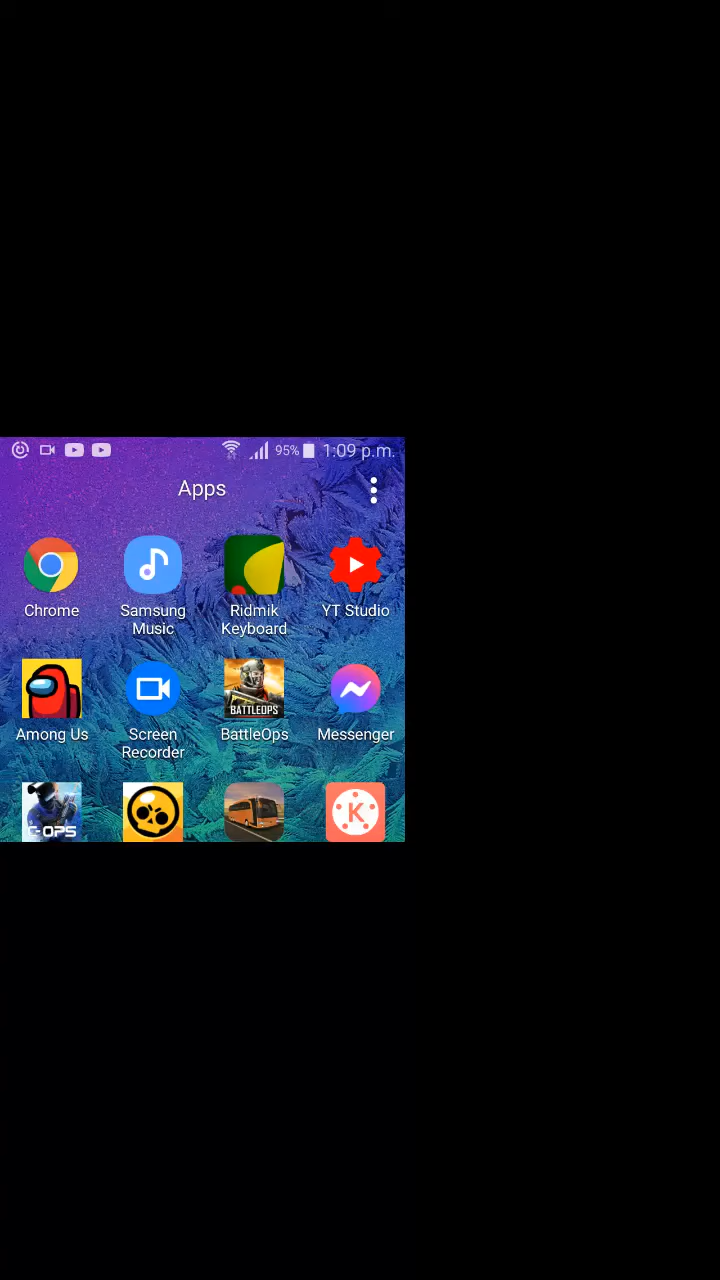 95% 1:09 p.m.
Apps
Chrome
Samsung Music
Ridmik Keyboard
YT Studio
BATTLEOPS
Among Us
Screen Recorder
BattleOps
Messenger
C-OPS
K